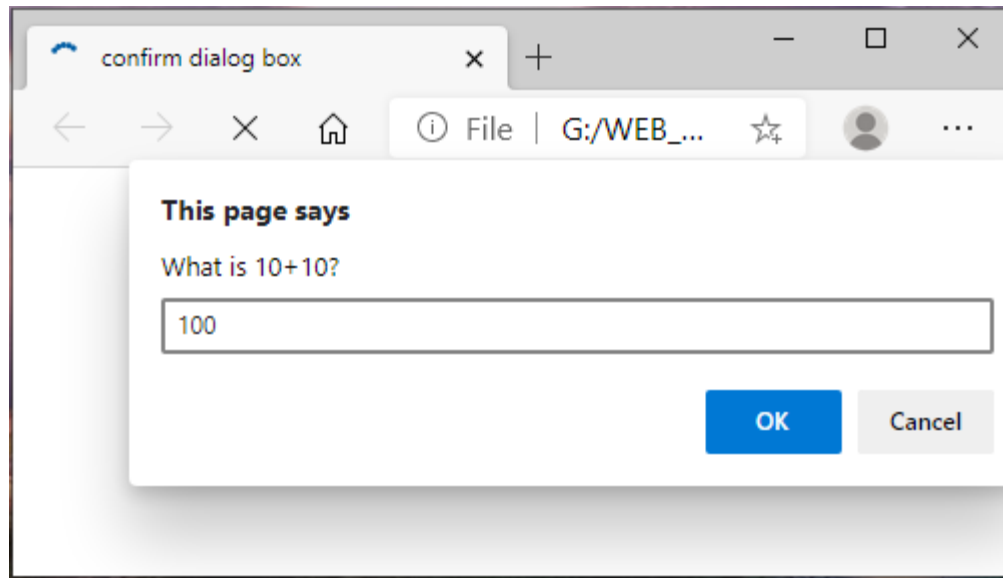 confirm dialog box
File | G:/WEB_...
This page says
What is 10+10?
100
OK Cancel